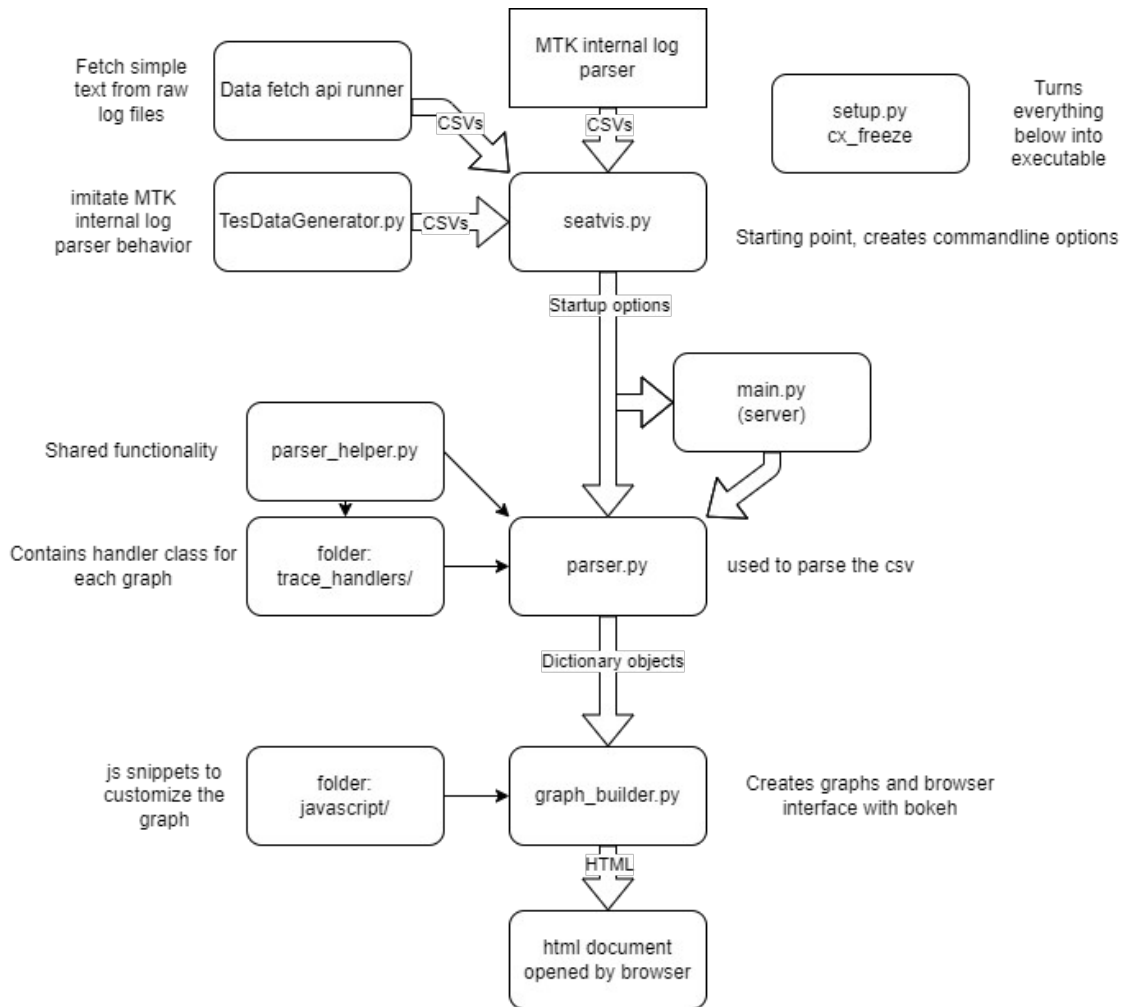 MTK internal log
parser
Fetch simple
text from raw
log files
Data fetch api runner
CSVs
CSVs
setup.py
cx_freeze
Turns
everything
below into
executable
imitate MTK
internal log
parser behavior
TesDataGenerator.py
CSVs
seatvis.py
Starting point, creates commandline options
Startup options
main.py
(server)
Shared functionality
parser_helper.py
Contains handler class for
each graph
folder:
trace_handlers/
parser.py
used to parse the csv
Dictionary objects
js snippets to
customize the
graph
folder:
javascript/
graph_builder.py
Creates graphs and browser
interface with bokeh
HTML
html document
opened by browser